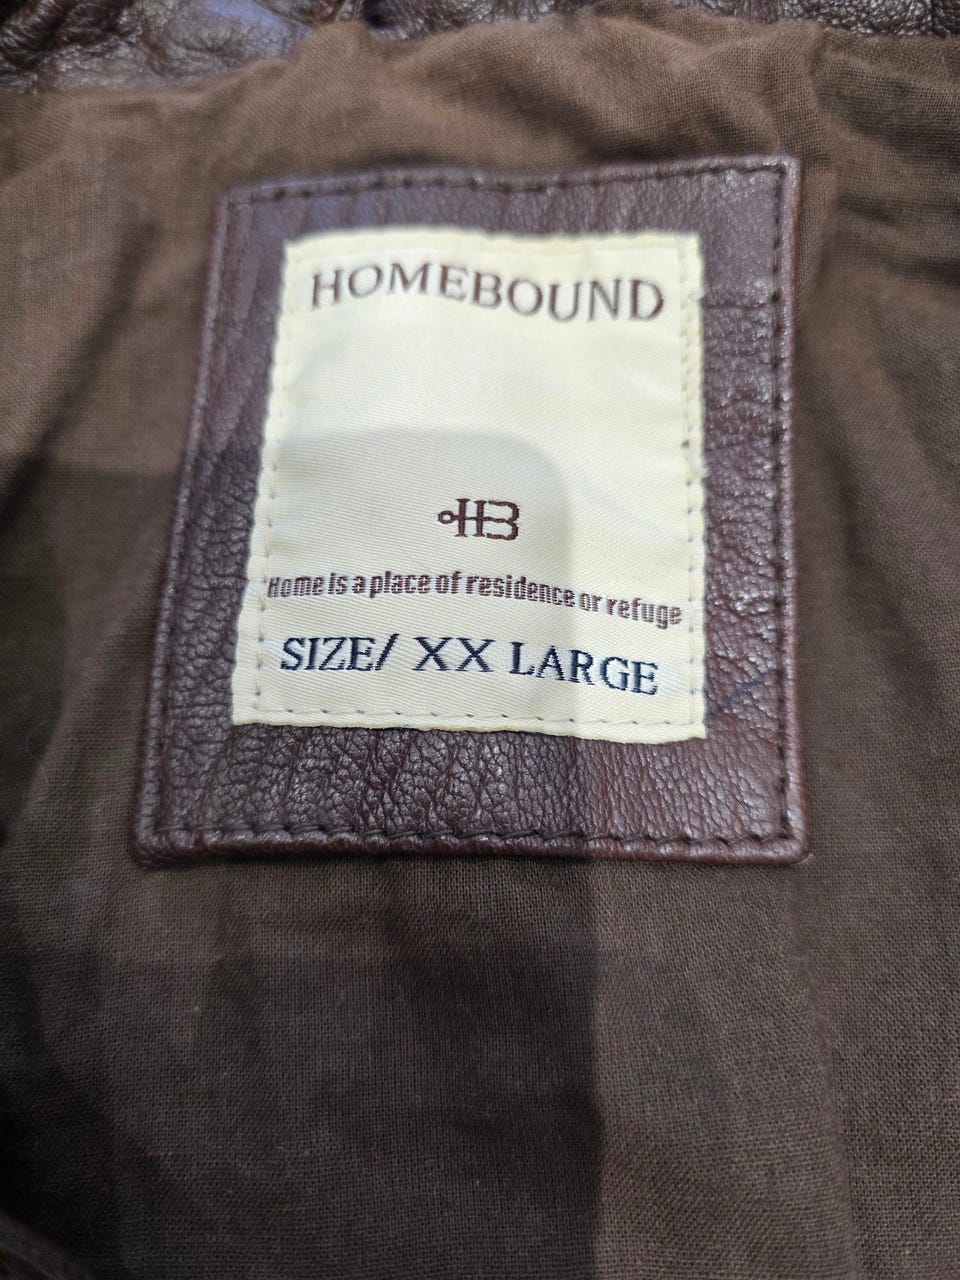 HOMEBOUND
HB
Home is a place of residence or refuge
SIZE/ XX LARGE